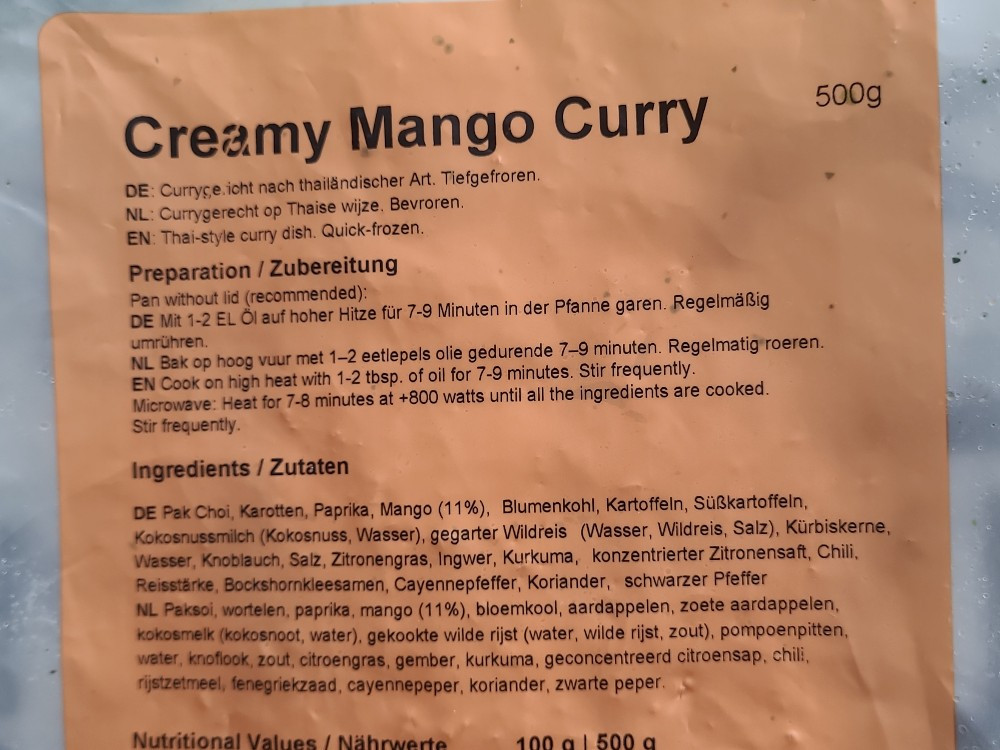 Creamy Mango Curry
500g
DE: Currygericht nach thailändischer Art. Tiefgefroren.
NL: Currygerecht op Thaise wijze. Bevroren.
EN: Thai-style curry dish. Quick-frozen.
Preparation / Zubereitung
Pan without lid (recommended):
DE Mit 1-2 EL Öl auf hoher Hitze für 7-9 Minuten in der Pfanne garen. Regelmäßig
umrühren.
NL Bak op hoog vuur met 1–2 eetlepels olie gedurende 7–9 minuten. Regelmatig roeren.
EN Cook on high heat with 1-2 tbsp. of oil for 7-9 minutes. Stir frequently.
Microwave: Heat for 7-8 minutes at +800 watts until all the ingredients are cooked.
Stir frequently.
Ingredients / Zutaten
DE Pak Choi, Karotten, Paprika, Mango (11%), Blumenkohl, Kartoffeln, Süßkartoffeln,
Kokosnussmilch (Kokosnuss, Wasser), gegarter Wildreis (Wasser, Wildreis, Salz), Kürbiskerne,
Wasser, Knoblauch, Salz, Zitronengras, Ingwer, Kurkuma, konzentrierter Zitronensaft, Chili,
Reisstärke, Bockshornkleesamen, Cayennepfeffer, Koriander, schwarzer Pfeffer
NL Paksoi, wortelen, paprika, mango (11%), bloemkool, aardappelen, zoete aardappelen,
kokosmelk (kokosnoot, water), gekookte wilde rijst (water, wilde rijst, zout), pompoenpitten,
water, knoflook, zout, citroengras, gember, kurkuma, geconcentreerd citroensap, chili,
rijstzetmeel, fenegriekzaad, cayennepeper, koriander, zwarte peper.
Nutritional Values / Nährwerte 100 g | 500 g